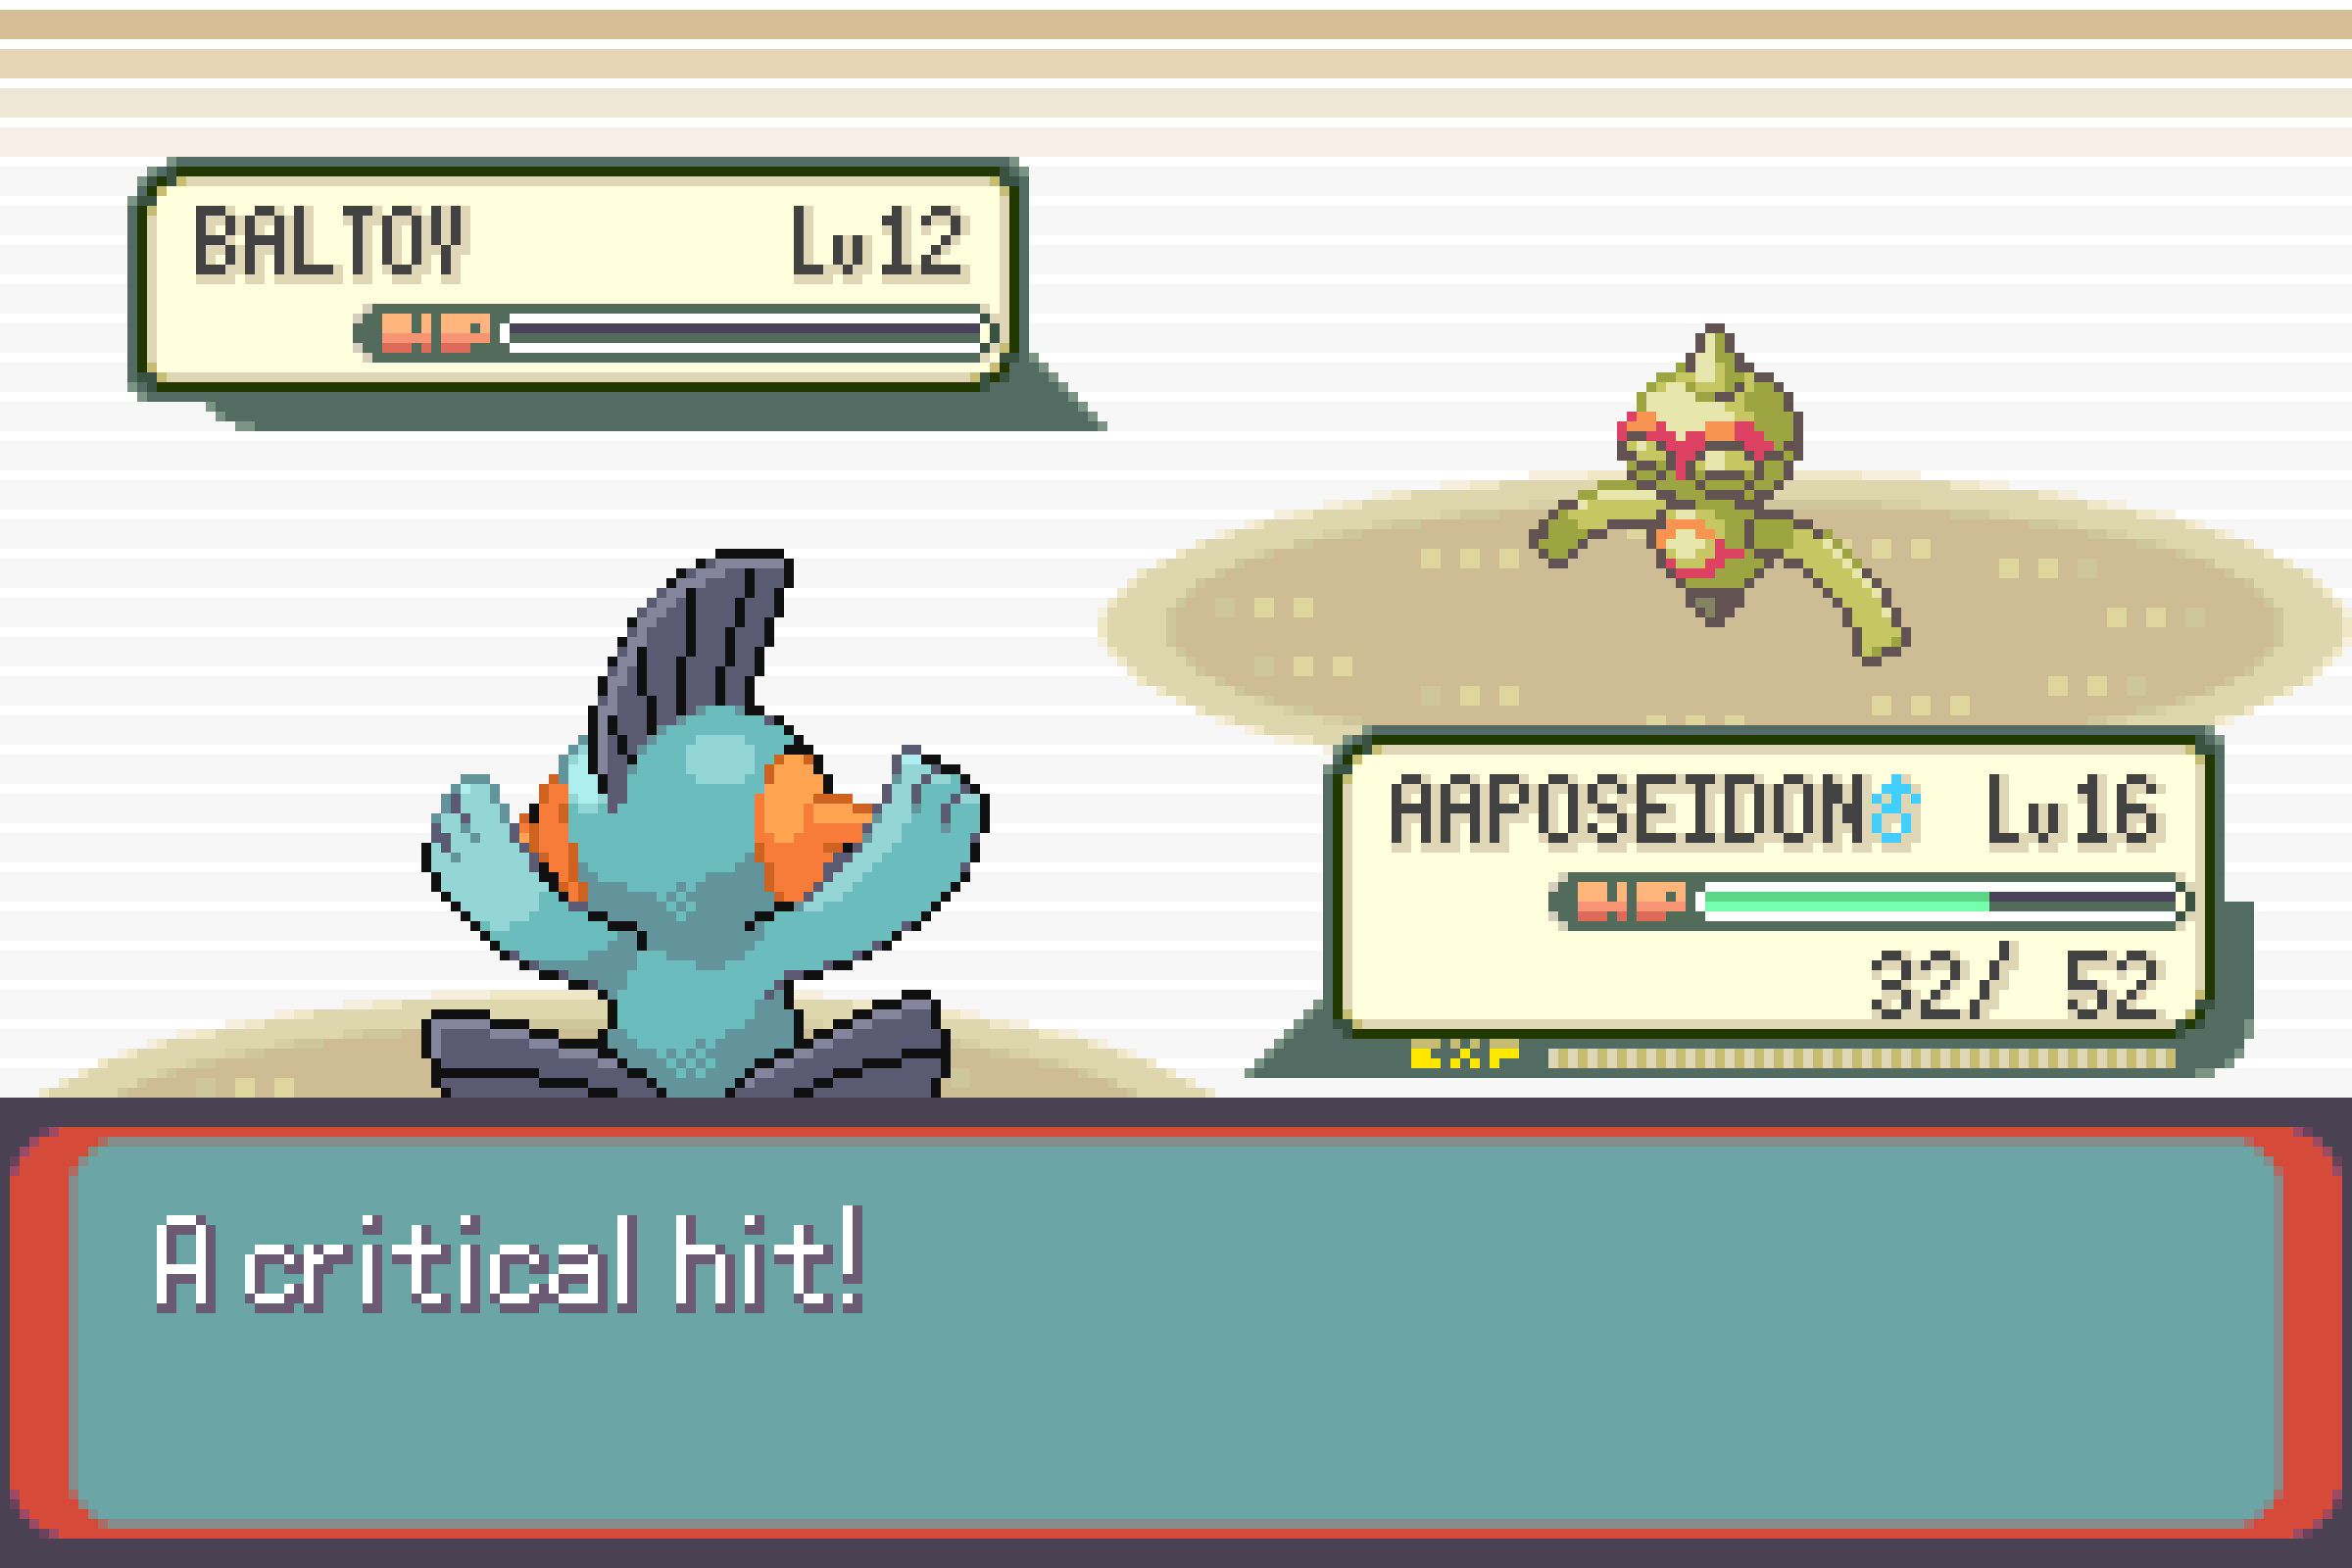 BALTOY Lv12
HP
AAPOSEIDON♂ Lv16
HP
32/ 52
EXP
A critical hit!